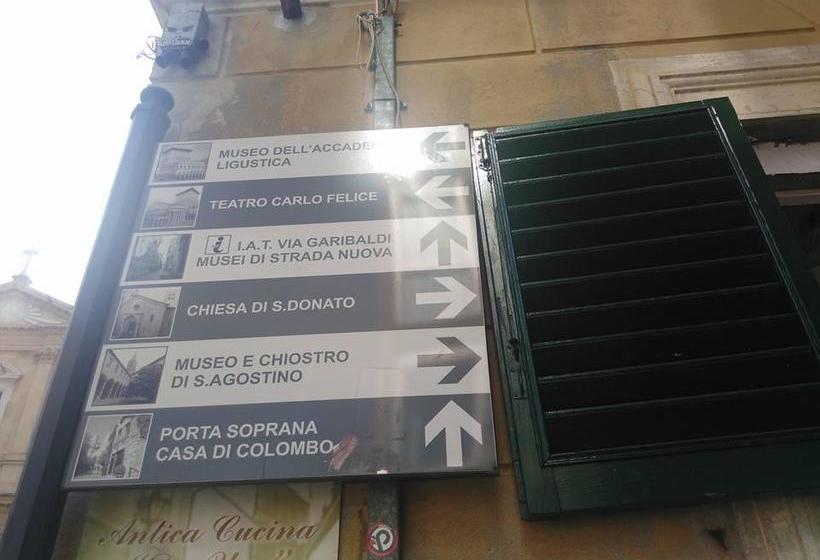 MUSEO DELL'ACCADE
LIGUSTICA
TEATRO CARLO FELICE
i I.A.T. VIA GARIBALDI
MUSEI DI STRADA NUOVA
CHIESA DI S.DONATO
MUSEO E CHIOSTRO
DI S.AGOSTINO
PORTA SOPRANA
CASA DI COLOMBO
Antica Cucina